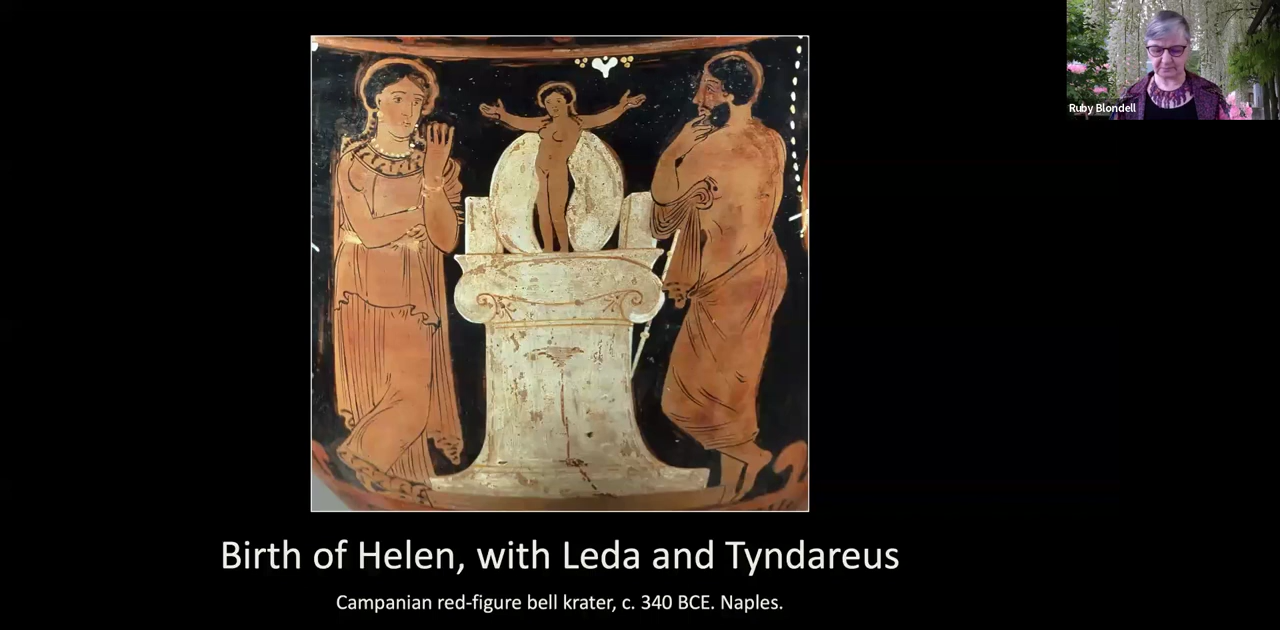 Ruby Blondell
Birth of Helen, with Leda and Tyndareus
Campanian red-figure bell krater, c. 340 BCE. Naples.